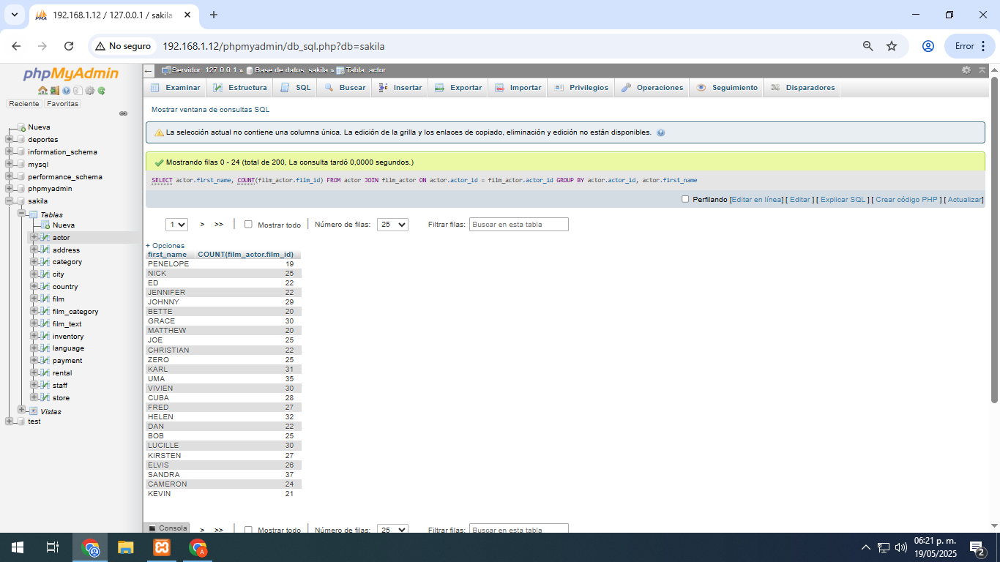 192.168.1.12 / 127.0.0.1 / sakila
No seguro
192.168.1.12/phpmyadmin/db_sql.php?db=sakila
Error
phpMyAdmin
Reciente Favoritas
Nueva
deportes
information_schema
mysql
performance_schema
phpmyadmin
sakila
Tablas
Nueva
actor
address
category
city
country
film
film_category
film_text
inventory
language
payment
rental
staff
store
Vistas
test
Servidor: 127.0.0.1 » Base de datos: sakila » Tabla: actor
Examinar Estructura SQL Buscar Insertar Exportar Importar Privilegios Operaciones Seguimiento Disparadores
Mostrar ventana de consultas SQL
La selección actual no contiene una columna única. La edición de la grilla y los enlaces de copiado, eliminación y edición no están disponibles.
Mostrando filas 0 - 24 (total de 200, La consulta tardó 0,0000 segundos.)
SELECT actor.first_name, COUNT(film_actor.film_id) FROM actor JOIN film_actor ON actor.actor_id = film_actor.actor_id GROUP BY actor.actor_id, actor.first_name
Perfilando [Editar en línea] [ Editar ] [ Explicar SQL ] [ Crear código PHP ] [ Actualizar]
1 > >> Mostrar todo Número de filas: 25 Filtrar filas: Buscar en esta tabla
+ Opciones
first_name COUNT(film_actor.film_id)
PENELOPE 19
NICK 25
ED 22
JENNIFER 22
JOHNNY 29
BETTE 20
GRACE 30
MATTHEW 20
JOE 25
CHRISTIAN 22
ZERO 25
KARL 31
UMA 35
VIVIEN 30
CUBA 28
FRED 27
HELEN 32
DAN 22
BOB 25
LUCILLE 30
KIRSTEN 27
ELVIS 26
SANDRA 37
CAMERON 24
KEVIN 21
Consola > >> Mostrar todo Número de filas: 25 Filtrar filas: Buscar en esta tabla
06:21 p. m.
19/05/2025
2